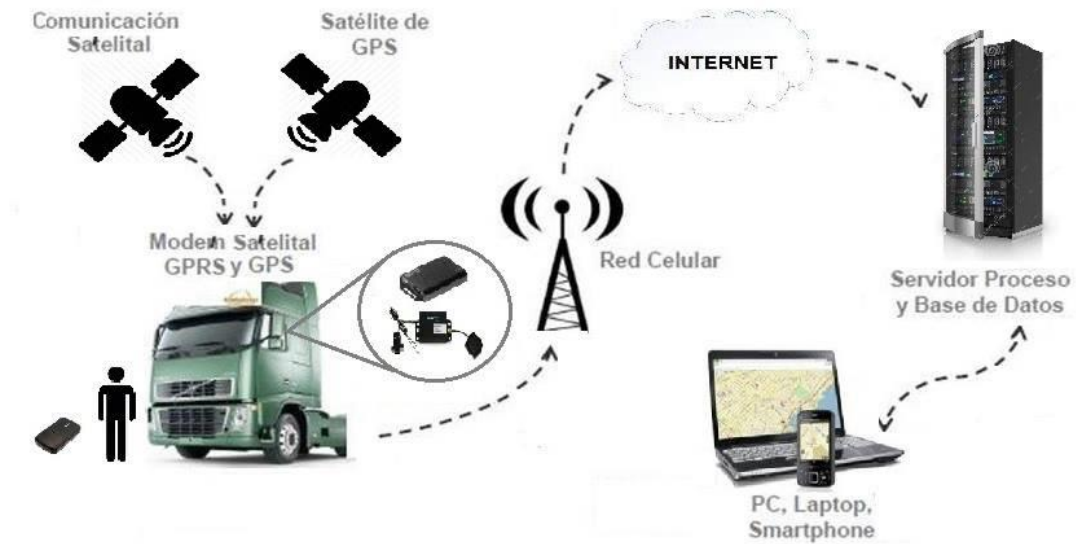 Comunicación
Satelital
Satélite de
GPS
INTERNET
Modem Satelital
GPRS y GPS
Red Celular
Servidor Proceso
y Base de Datos
PC, Laptop,
Smartphone